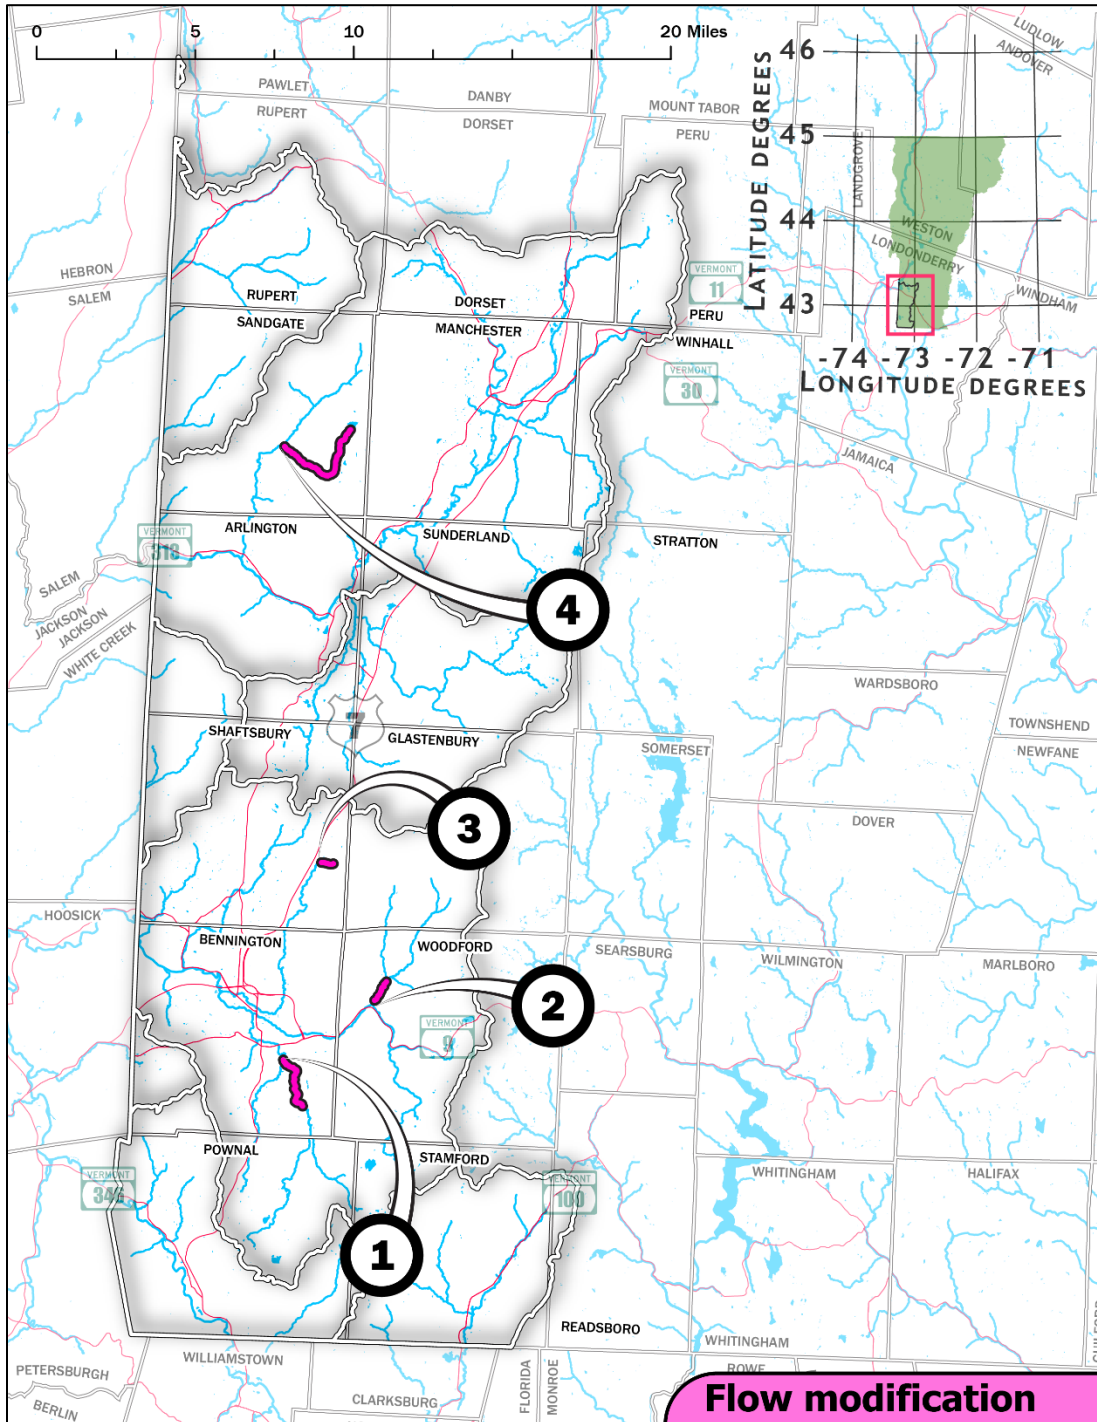 0 5 10 20 Miles
LUDLOW
ANDOVER
46
PAWLET
DANBY
MOUNT TABOR
RUPERT
DORSET
PERU
45
LANDGROVE
LATITUDE DEGREES
44
WESTON
LONDONDERRY
HEBRON
SALEM
VERMONT
11
WINDHAM
43
RUPERT
DORSET
PERU
SANDGATE
MANCHESTER
WINHALL
-74 -73 -72 -71
LONGITUDE DEGREES
VERMONT
30
JAMAICA
ARLINGTON
SUNDERLAND
STRATTON
VERMONT
313
SALEM
JACKSON
JACKSON
WHITE CREEK
4
WARDSBORO
TOWNSHEND
NEWFANE
SHAFTSBURY
7
GLASTENBURY
SOMERSET
3
DOVER
HOOSICK
BENNINGTON
WOODFORD
SEARSBURG
WILMINGTON
MARLBORO
2
VERMONT
9
POWNAL
STAMFORD
WHITINGHAM
HALIFAX
VERMONT
346
VERMONT
100
1
READSBORO
WHITINGHAM
PETERSBURGH
BERLIN
WILLIAMSTOWN
CLARKSBURG
FLORIDA
MONROE
ROWE
Flow modification